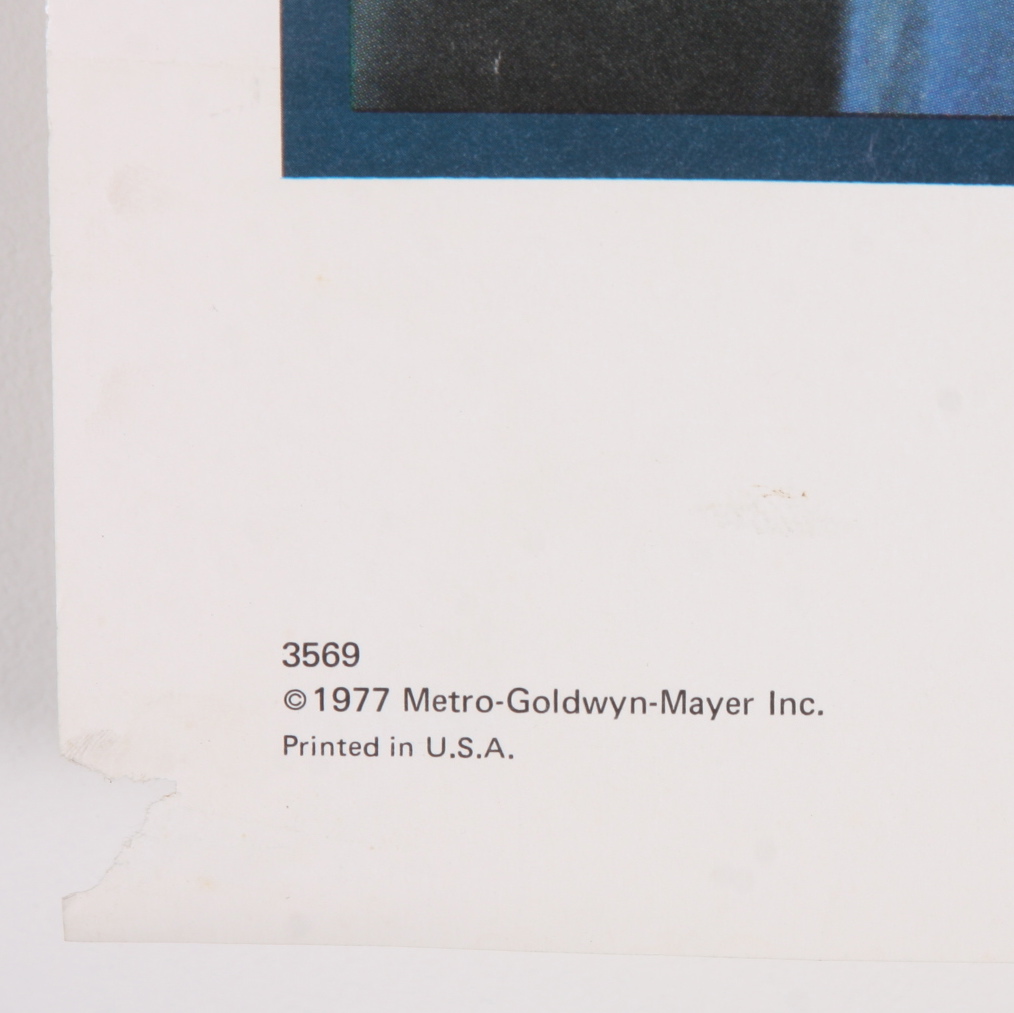 3569
©1977 Metro-Goldwyn-Mayer Inc.
Printed in U.S.A.